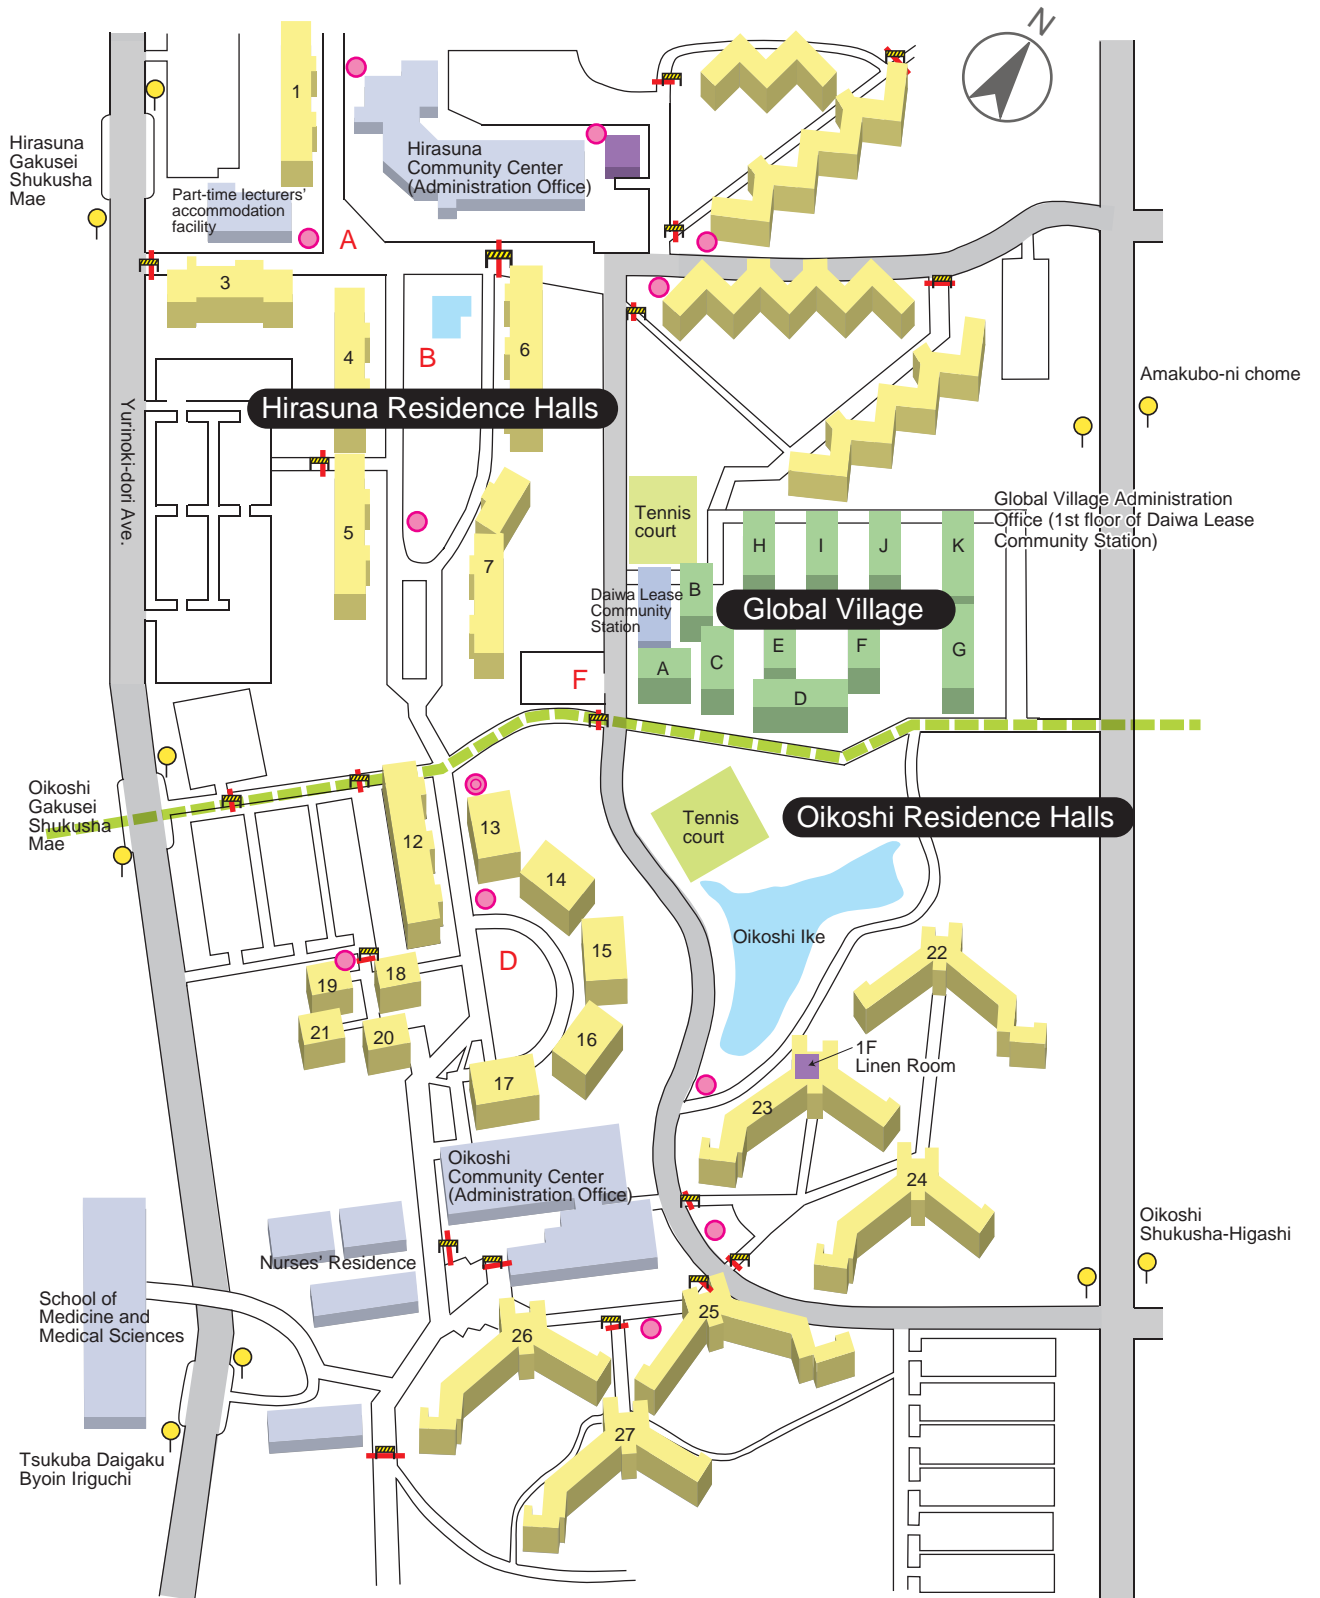 N
1
Hirasuna
Gakusei
Shukusha
Mae
Hirasuna
Community Center
(Administration Office)
Part-time lecturers’
accommodation
facility
A
3
4
B
6
Hirasuna Residence Halls
Yurinoki-dori Ave.
Amakubo-ni chome
5
7
Tennis
court
Global Village Administration
Office (1st floor of Daiwa Lease
Community Station)
H
I
J
K
Daiwa Lease
Community
Station
B
Global Village
A
C
E
F
G
D
F
Oikoshi
Gakusei
Shukusha
Mae
12
13
14
15
16
17
18
19
20
21
D
Tennis
court
Oikoshi Residence Halls
Oikoshi Ike
22
1F
Linen Room
23
24
Oikoshi
Community Center
(Administration Office)
Nurses’ Residence
Oikoshi
Shukusha-Higashi
School of
Medicine and
Medical Sciences
25
26
27
Tsukuba Daigaku
Byoin Iriguchi